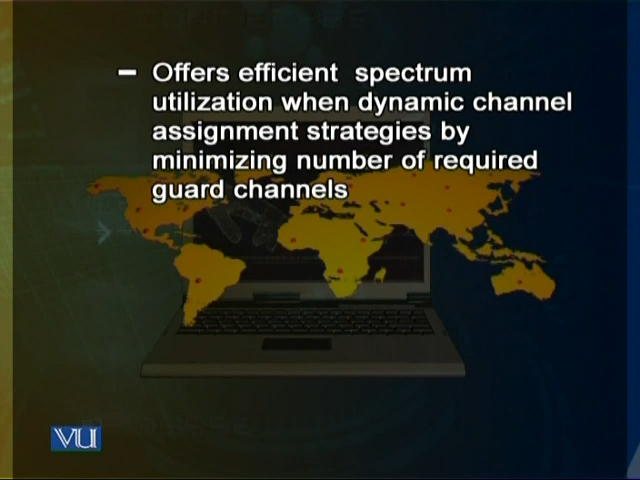 – Offers efficient spectrum
utilization when dynamic channel
assignment strategies by
minimizing number of required
guard channels
VU